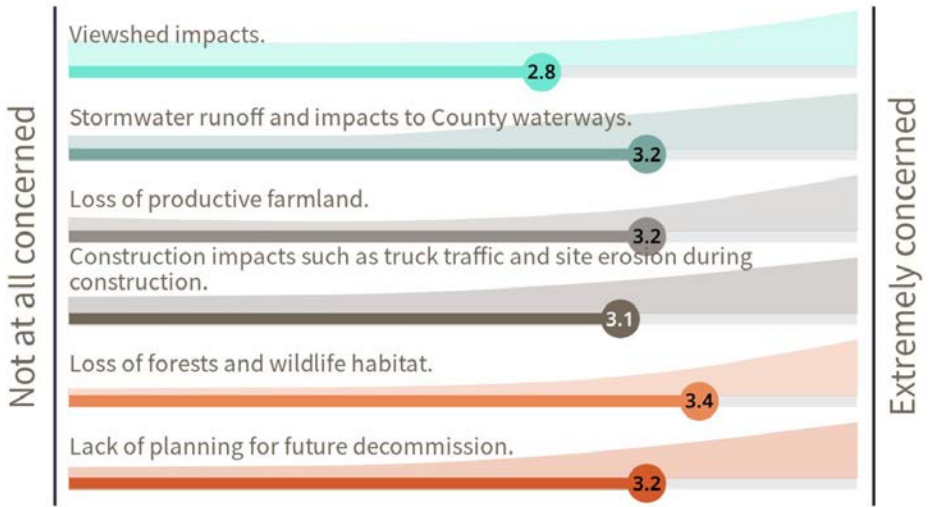 Not at all concerned
Viewshed impacts.
2.8
Stormwater runoff and impacts to County waterways.
3.2
Loss of productive farmland.
3.2
Construction impacts such as truck traffic and site erosion during
construction.
3.1
Loss of forests and wildlife habitat.
3.4
Lack of planning for future decommission.
3.2
Extremely concerned